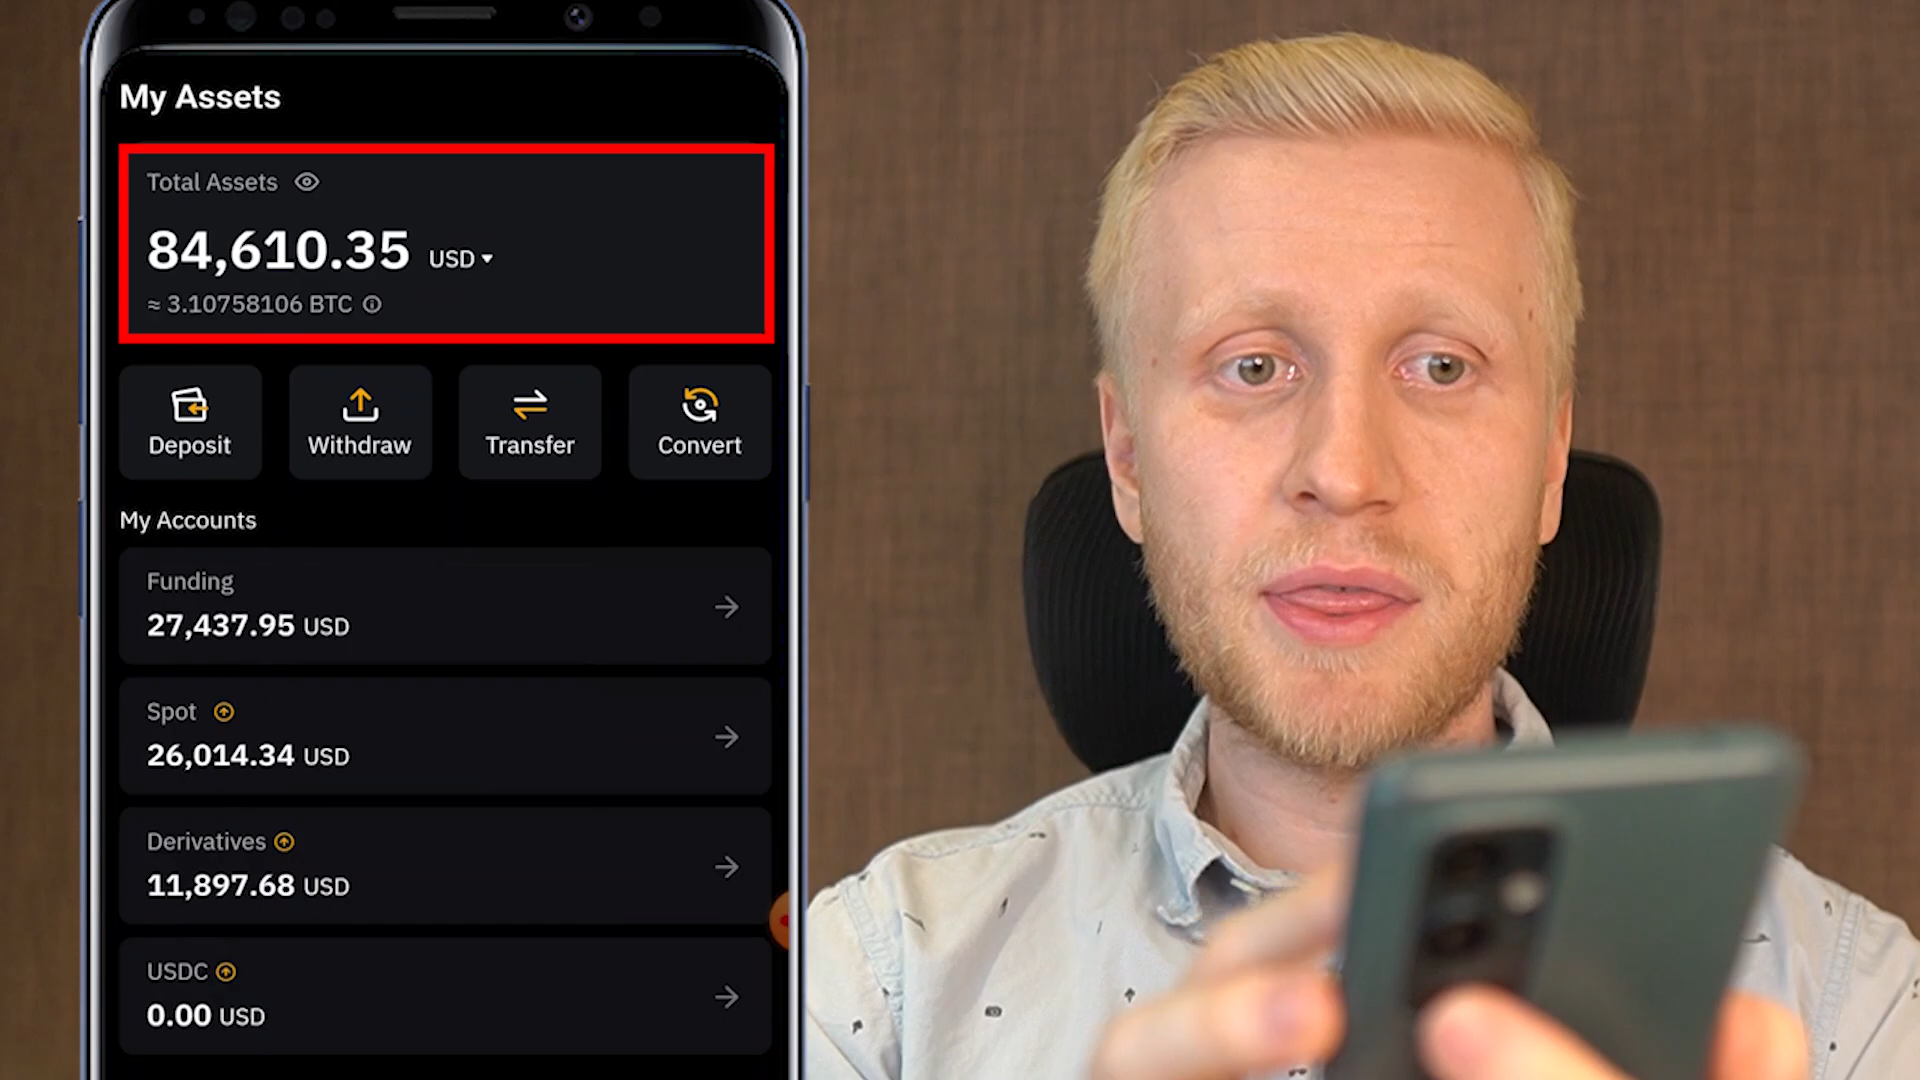 My Assets
Total Assets
84,610.35 USD
≈ 3.10758106 BTC
Deposit Withdraw Transfer Convert
My Accounts
Funding
27,437.95 USD
Spot
26,014.34 USD
Derivatives
11,897.68 USD
USDC
0.00 USD